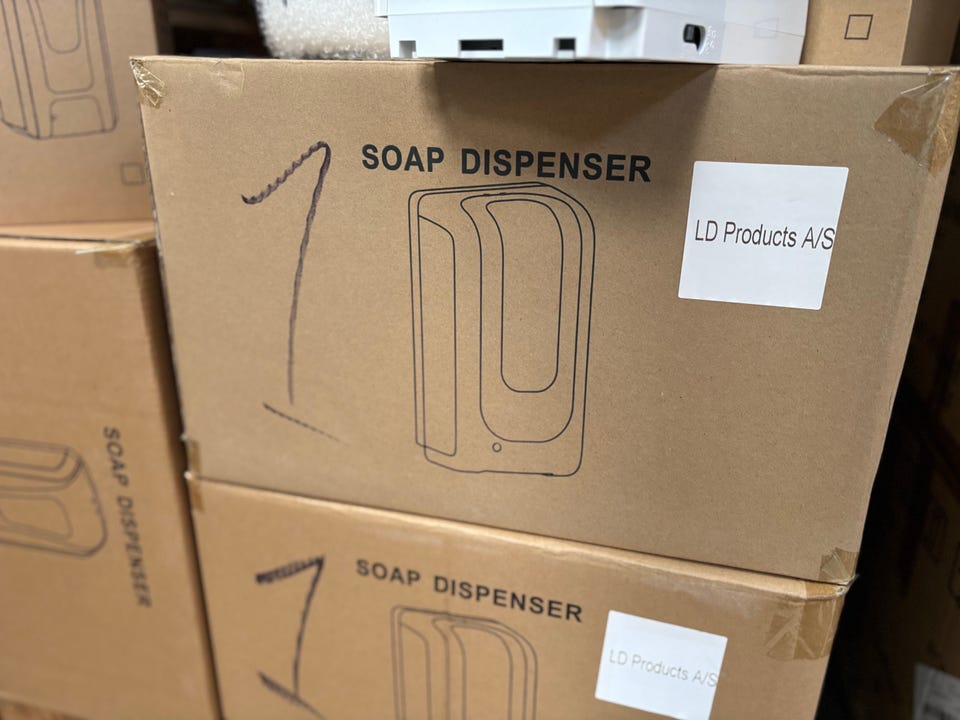 1
SOAP DISPENSER
LD Products A/S
SOAP DISPENSER
1
SOAP DISPENSER
LD Products A/S